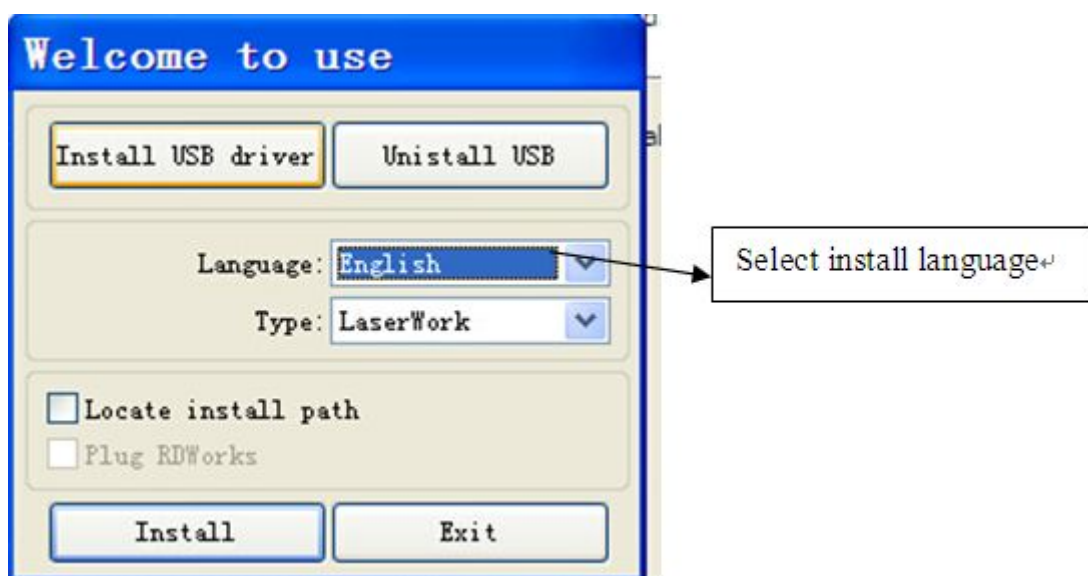 Welcome to use
Install USB driver Unistall USB
Language: English
Select install language↵
Type: LaserWork
Locate install path
Plug RDWorks
Install Exit